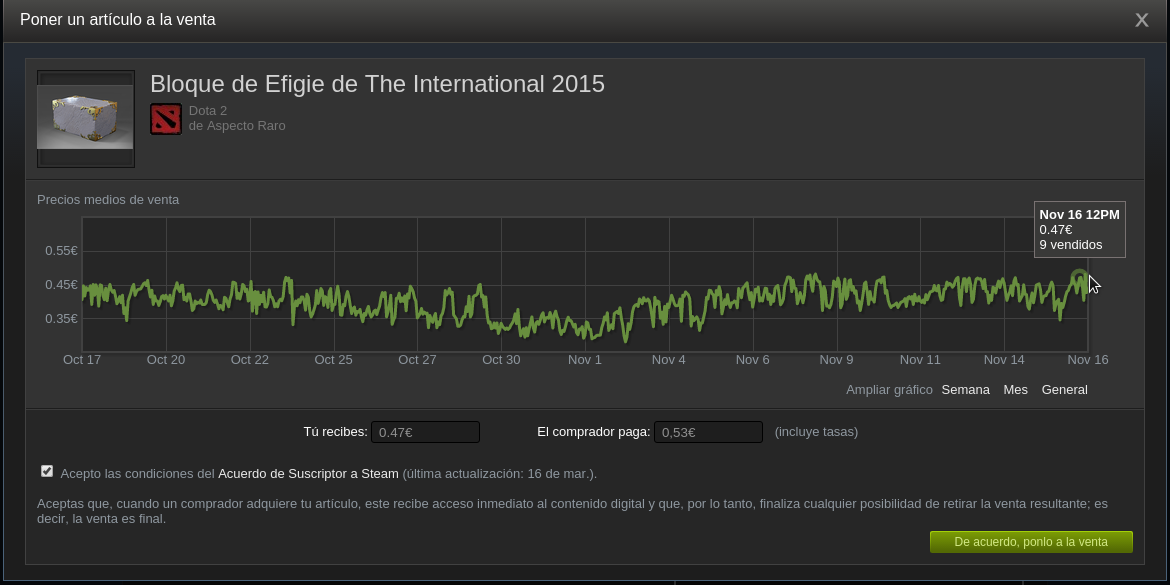 Poner un artículo a la venta
X
Bloque de Efigie de The International 2015
Dota 2
de Aspecto Raro
Precios medios de venta
Nov 16 12PM
0.47€
9 vendidos
0.55€
0.45€
0.35€
Oct 17 Oct 20 Oct 22 Oct 25 Oct 27 Oct 30 Nov 1 Nov 4 Nov 6 Nov 9 Nov 11 Nov 14 Nov 16
Ampliar gráfico Semana Mes General
Tú recibes: 0.47€ El comprador paga: 0,53€ (incluye tasas)
Acepto las condiciones del Acuerdo de Suscriptor a Steam (última actualización: 16 de mar.).
Aceptas que, cuando un comprador adquiere tu artículo, este recibe acceso inmediato al contenido digital y que, por lo tanto, finaliza cualquier posibilidad de retirar la venta resultante; es
decir, la venta es final.
De acuerdo, ponlo a la venta